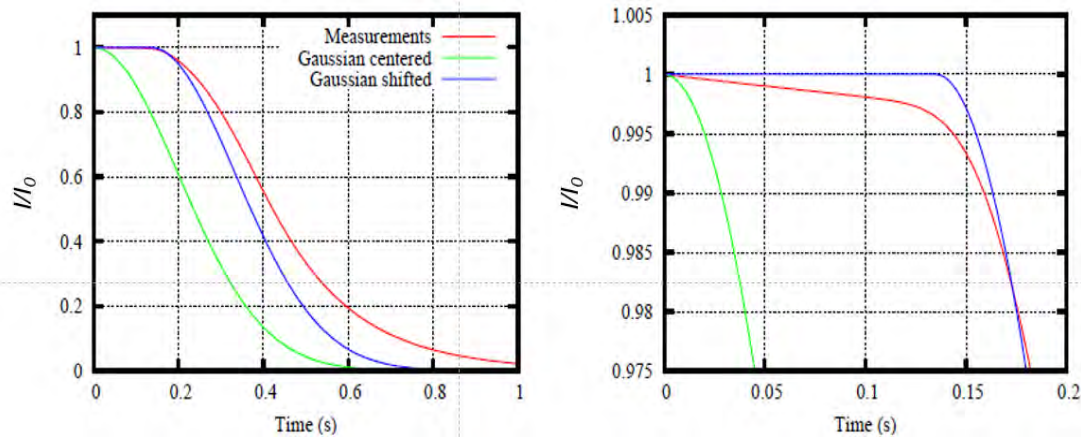 I/I₀
1
0.8
0.6
0.4
0.2
0
Measurements
Gaussian centered
Gaussian shifted
0 0.2 0.4 0.6 0.8 1
Time (s)
I/I₀
1.005
1
0.995
0.99
0.985
0.98
0.975
0 0.05 0.1 0.15 0.2
Time (s)